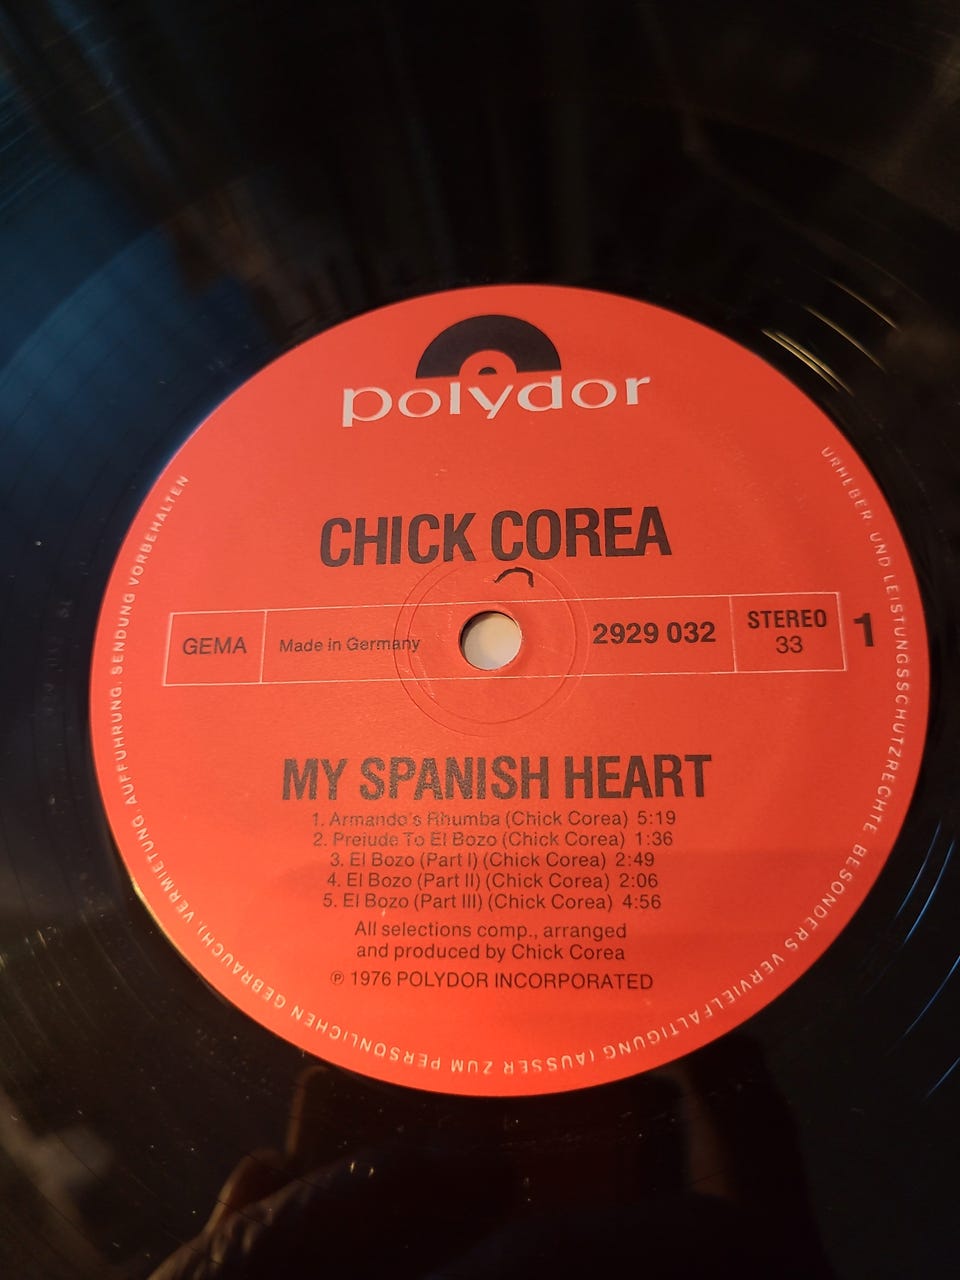 polydor
CHICK COREA
GEMA
Made in Germany
2929 032
STEREO
33
1
MY SPANISH HEART
1. Armando's Rhumba (Chick Corea) 5:19
2. Prelude To El Bozo (Chick Corea) 1:36
3. El Bozo (Part I) (Chick Corea) 2:49
4. El Bozo (Part II) (Chick Corea) 2:06
5. El Bozo (Part III) (Chick Corea) 4:56
All selections comp., arranged
and produced by Chick Corea
℗ 1976 POLYDOR INCORPORATED
URHEBER- UND LEISTUNGSSCHUTZRECHTE BESONDERS VERVIELFÄLTIGUNG (AUSSER ZUM PERSÖNLICHEN GEBRAUCH), VERMIETUNG, AUFFÜHRUNG, SENDUNG VORBEHALTEN